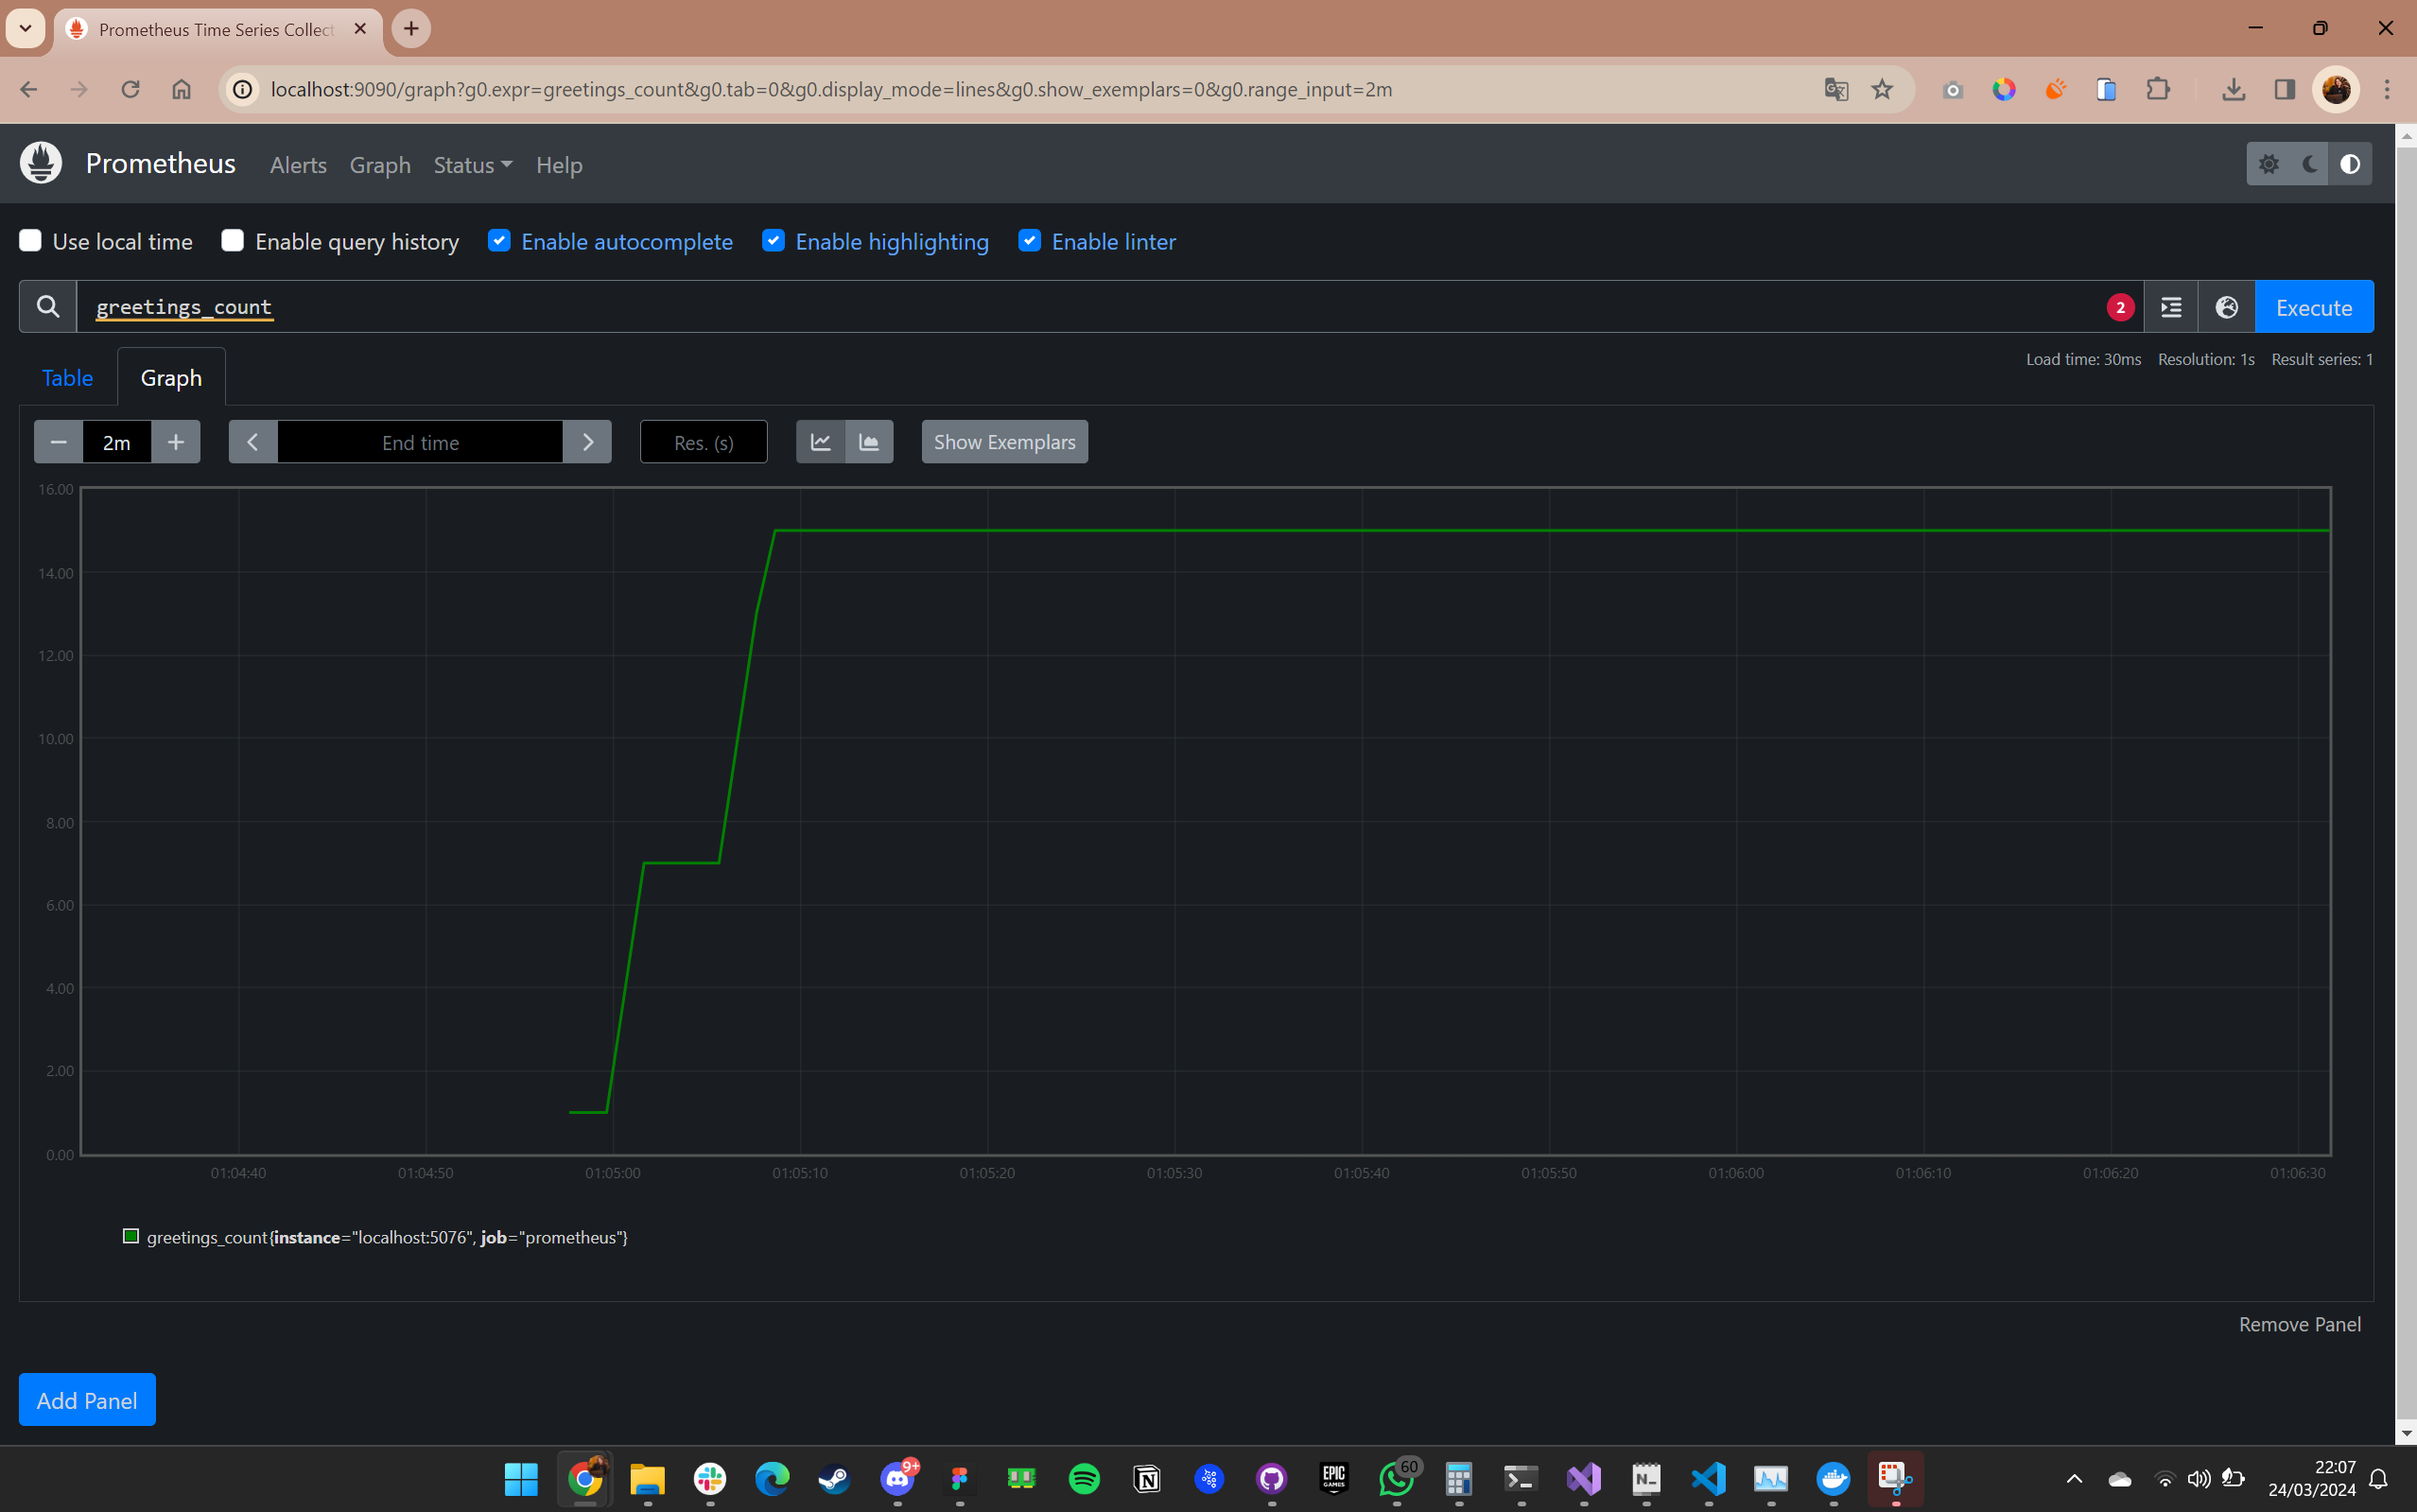 Prometheus Time Series Collect
localhost:9090/graph?g0.expr=greetings_count&g0.tab=0&g0.display_mode=lines&g0.show_exemplars=0&g0.range_input=2m
Prometheus Alerts Graph Status Help
Use local time Enable query history Enable autocomplete Enable highlighting Enable linter
greetings_count 2 Execute
Load time: 30ms Resolution: 1s Result series: 1
Table Graph
2m End time Res. (s) Show Exemplars
16.00
14.00
12.00
10.00
8.00
6.00
4.00
2.00
0.00
01:04:40 01:04:50 01:05:00 01:05:10 01:05:20 01:05:30 01:05:40 01:05:50 01:06:00 01:06:10 01:06:20 01:06:30
greetings_count{instance="localhost:5076", job="prometheus"}
Remove Panel
Add Panel
9+ EPIC GAMES 60 N_
22:07
24/03/2024